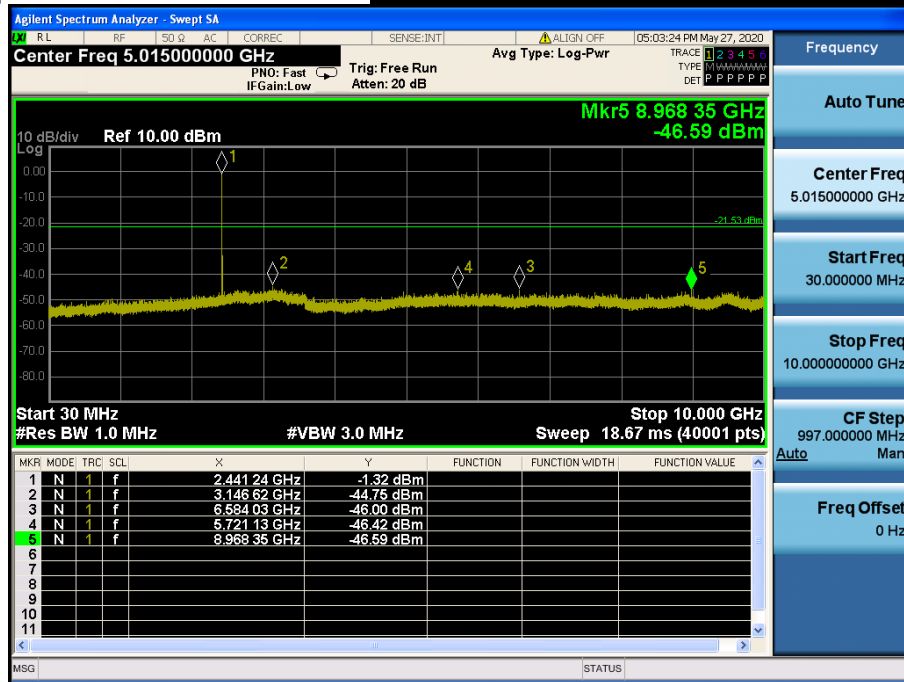 Agilent Spectrum Analyzer - Swept SA
LXI RL RF 50 Ω AC CORREC SENSE:INT ALIGN OFF 05:03:24 PM May 27, 2020
Center Freq 5.015000000 GHz
PNO: Fast
IFGain:Low
Trig: Free Run
Atten: 20 dB
Avg Type: Log-Pwr
TRACE 1 2 3 4 5 6
TYPE MWWWWW
DET P P P P P P
Mkr5 8.968 35 GHz
-46.59 dBm
10 dB/div Ref 10.00 dBm
Log
0.00
-10.0
-20.0
-30.0
-40.0
-50.0
-60.0
-70.0
-80.0
1
-21.53 dBm
2
4
3
5
Start 30 MHz
Stop 10.000 GHz
#Res BW 1.0 MHz
#VBW 3.0 MHz
Sweep 18.67 ms (40001 pts)
MKR MODE TRC SCL X Y FUNCTION FUNCTION WIDTH FUNCTION VALUE
1 N 1 f 2.441 24 GHz -1.32 dBm
2 N 1 f 3.146 62 GHz -44.75 dBm
3 N 1 f 6.584 03 GHz -46.00 dBm
4 N 1 f 5.721 13 GHz -46.42 dBm
5 N 1 f 8.968 35 GHz -46.59 dBm
6
7
8
9
10
11
MSG
STATUS
Frequency
Auto Tune
Center Freq
5.015000000 GHz
Start Freq
30.000000 MHz
Stop Freq
10.000000000 GHz
CF Step
997.000000 MHz
Auto Man
Freq Offset
0 Hz